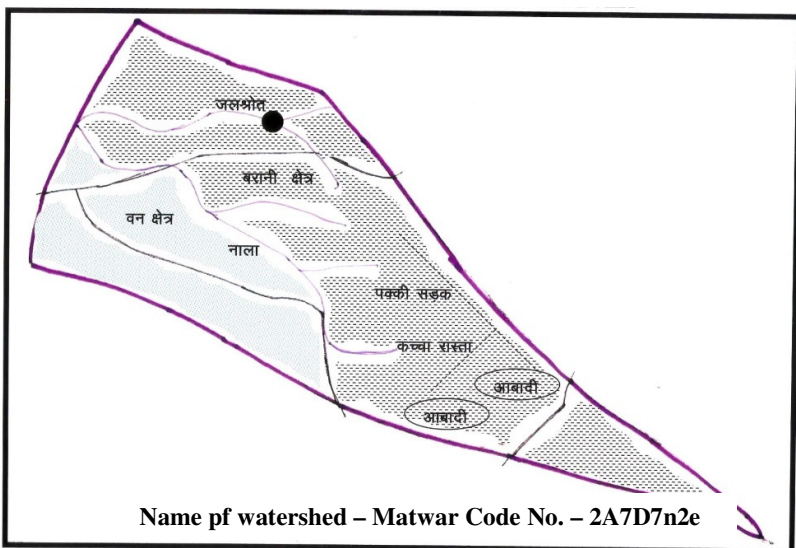 जलश्रोत
बरानी क्षेत्र
वन क्षेत्र
नाला
पक्की सड़क
कच्चा रास्ता
आबादी
आबादी
Name pf watershed – Matwar Code No. – 2A7D7n2e